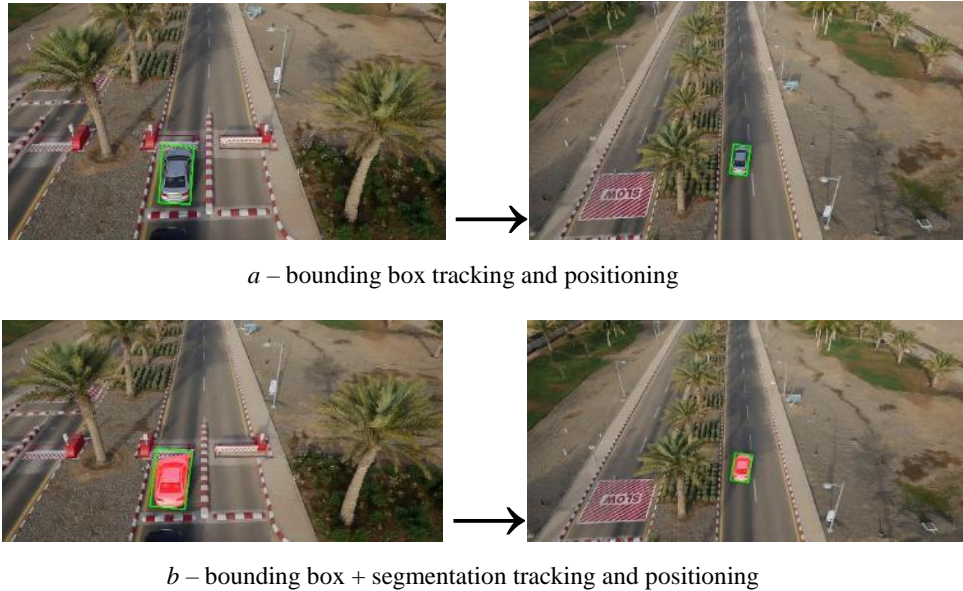 SLOW
a – bounding box tracking and positioning
SLOW
b – bounding box + segmentation tracking and positioning